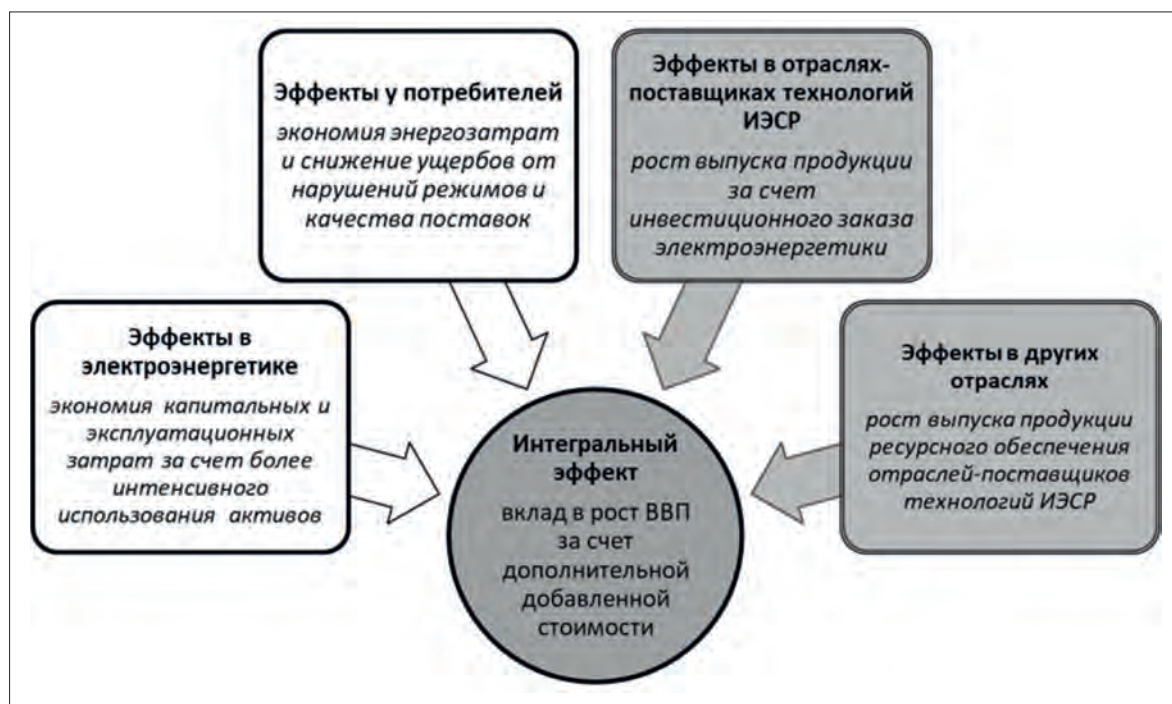 Эффекты у потребителей
экономия энергозатрат
и снижение ущербов от
нарушений режимов и
качества поставок
Эффекты в отраслях-
поставщиках технологий
ИЭСР
рост выпуска продукции
за счет
инвестиционного заказа
электроэнергетики
Эффекты в
электроэнергетике
экономия капитальных и
эксплуатационных
затрат за счет более
интенсивного
использования активов
Эффекты в других
отраслях
рост выпуска продукции
ресурсного обеспечения
отраслей-поставщиков
технологий ИЭСР
Интегральный
эффект
вклад в рост ВВП
за счет
дополнительной
добавленной
стоимости